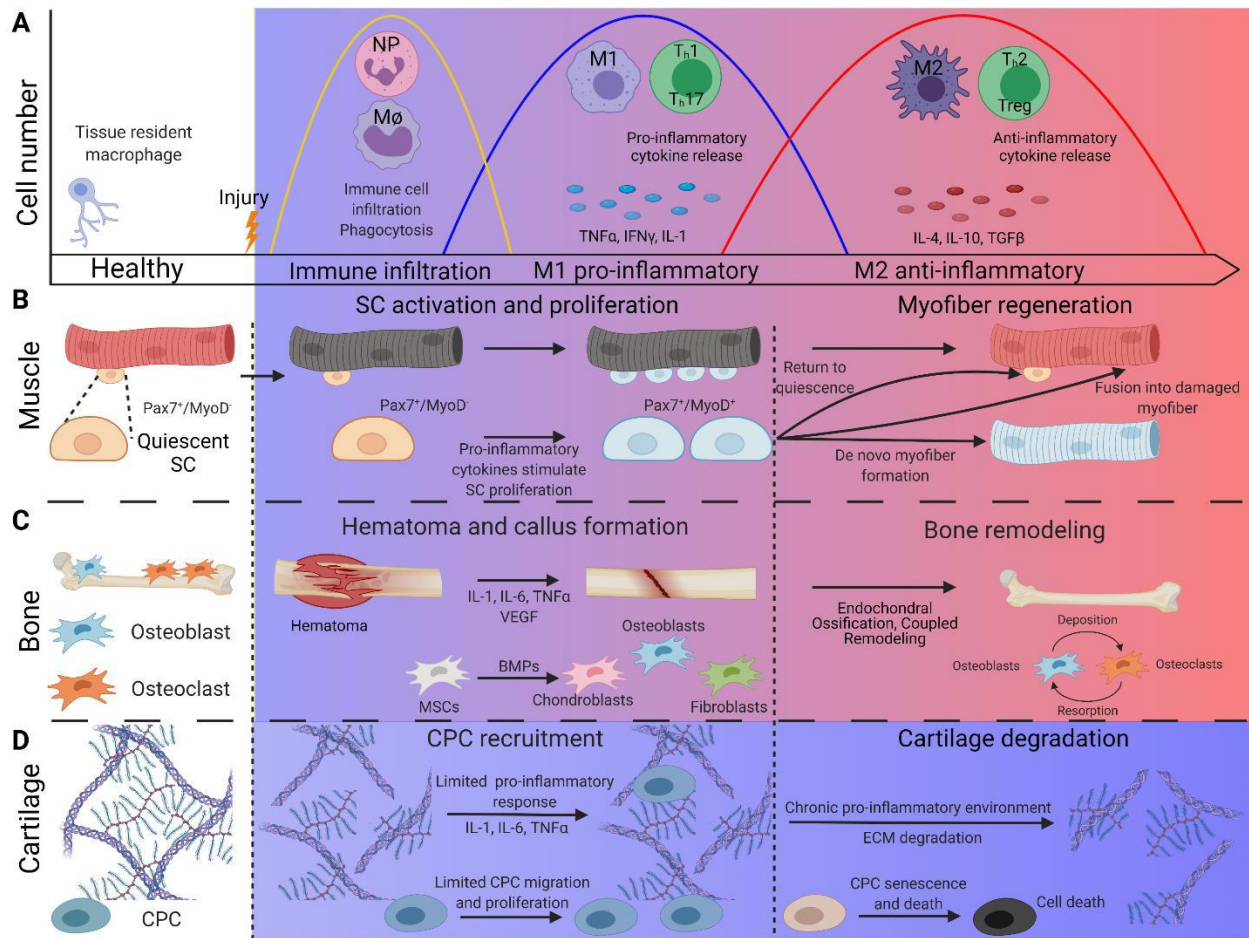 A
Cell number
Tissue resident
macrophage
Injury
NP
Mø
Immune cell
infiltration
Phagocytosis
M1
Th1
Th17
Pro-inflammatory
cytokine release
TNFα, IFNγ, IL-1
M2
Th2
Treg
Anti-inflammatory
cytokine release
IL-4, IL-10, TGFβ
Healthy
Immune infiltration
M1 pro-inflammatory
M2 anti-inflammatory
B
Muscle
SC activation and proliferation
Myofiber regeneration
Pax7⁺/MyoD⁻
Quiescent
SC
Pax7⁺/MyoD⁻
Pro-inflammatory
cytokines stimulate
SC proliferation
Pax7⁺/MyoD⁺
Return to
quiescence
Fusion into damaged
myofiber
De novo myofiber
formation
C
Bone
Hematoma and callus formation
Bone remodeling
Osteoblast
Osteoclast
Hematoma
IL-1, IL-6, TNFα
VEGF
MSCs
BMPs
Osteoblasts
Chondroblasts
Fibroblasts
Endochondral
Ossification, Coupled
Remodeling
Deposition
Osteoblasts
Osteoclasts
Resorption
D
Cartilage
CPC recruitment
Cartilage degradation
CPC
Limited pro-inflammatory
response
IL-1, IL-6, TNFα
Limited CPC migration
and proliferation
Chronic pro-inflammatory environment
ECM degradation
CPC senescence
and death
Cell death